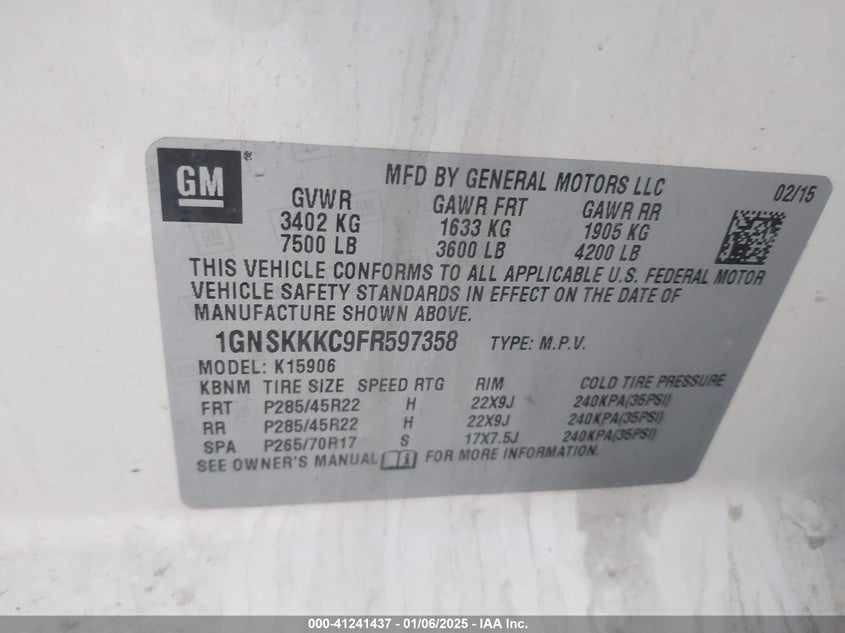 GM ®
MFD BY GENERAL MOTORS LLC 02/15
GVWR GAWR FRT GAWR RR
3402 KG 1633 KG 1905 KG
7500 LB 3600 LB 4200 LB
THIS VEHICLE CONFORMS TO ALL APPLICABLE U.S. FEDERAL MOTOR
VEHICLE SAFETY STANDARDS IN EFFECT ON THE DATE OF
MANUFACTURE SHOWN ABOVE.
1GNSKKKC9FR597358 TYPE: M.P.V.
MODEL: K15906
KBNM TIRE SIZE SPEED RTG RIM COLD TIRE PRESSURE
FRT P285/45R22 H 22X9J 240KPA(35PSI)
RR P285/45R22 H 22X9J 240KPA(35PSI)
SPA P265/70R17 S 17X7.5J 240KPA(35PSI)
SEE OWNER'S MANUAL FOR MORE INFORMATION.
000-41241437 - 01/06/2025 - IAA Inc.